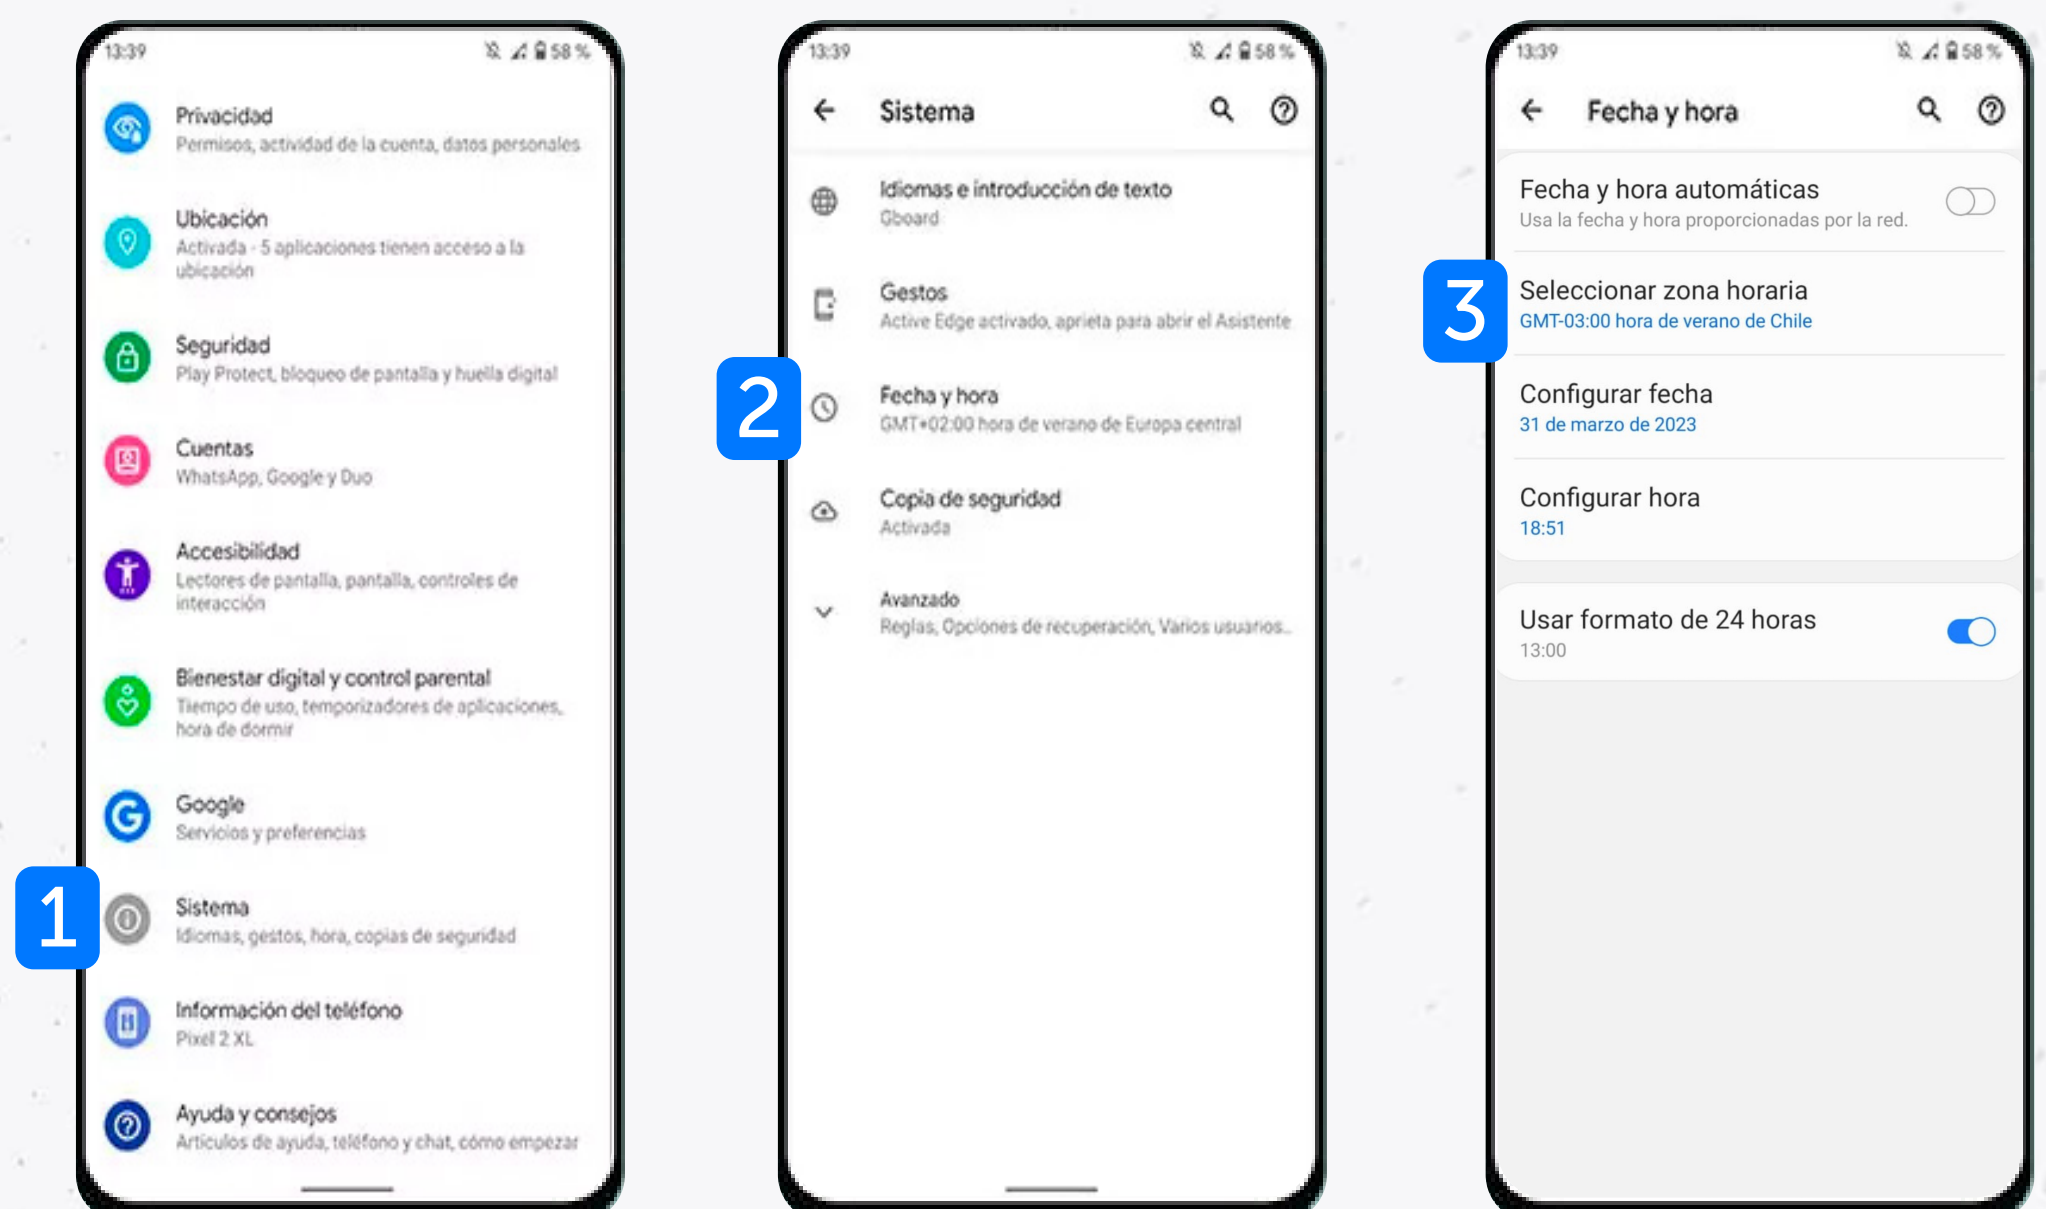 13:39
58 %
Privacidad
Permisos, actividad de la cuenta, datos personales
Ubicación
Activada - 5 aplicaciones tienen acceso a la
ubicación
Seguridad
Play Protect, bloqueo de pantalla y huella digital
Cuentas
WhatsApp, Google y Duo
Accesibilidad
Lectores de pantalla, pantalla, controles de
interacción
Bienestar digital y control parental
Tiempo de uso, temporizadores de aplicaciones,
hora de dormir
Google
Servicios y preferencias
1
Sistema
Idiomas, gestos, hora, copias de seguridad
Información del teléfono
Pixel 2 XL
Ayuda y consejos
Artículos de ayuda, teléfono y chat, cómo empezar
13:39
58 %
Sistema
Idiomas e introducción de texto
Gboard
Gestos
Active Edge activado, aprieta para abrir el Asistente
2
Fecha y hora
GMT+02:00 hora de verano de Europa central
Copia de seguridad
Activada
Avanzado
Reglas, Opciones de recuperación, Varios usuarios...
13:39
58 %
Fecha y hora
Fecha y hora automáticas
Usa la fecha y hora proporcionadas por la red.
3
Seleccionar zona horaria
GMT-03:00 hora de verano de Chile
Configurar fecha
31 de marzo de 2023
Configurar hora
18:51
Usar formato de 24 horas
13:00